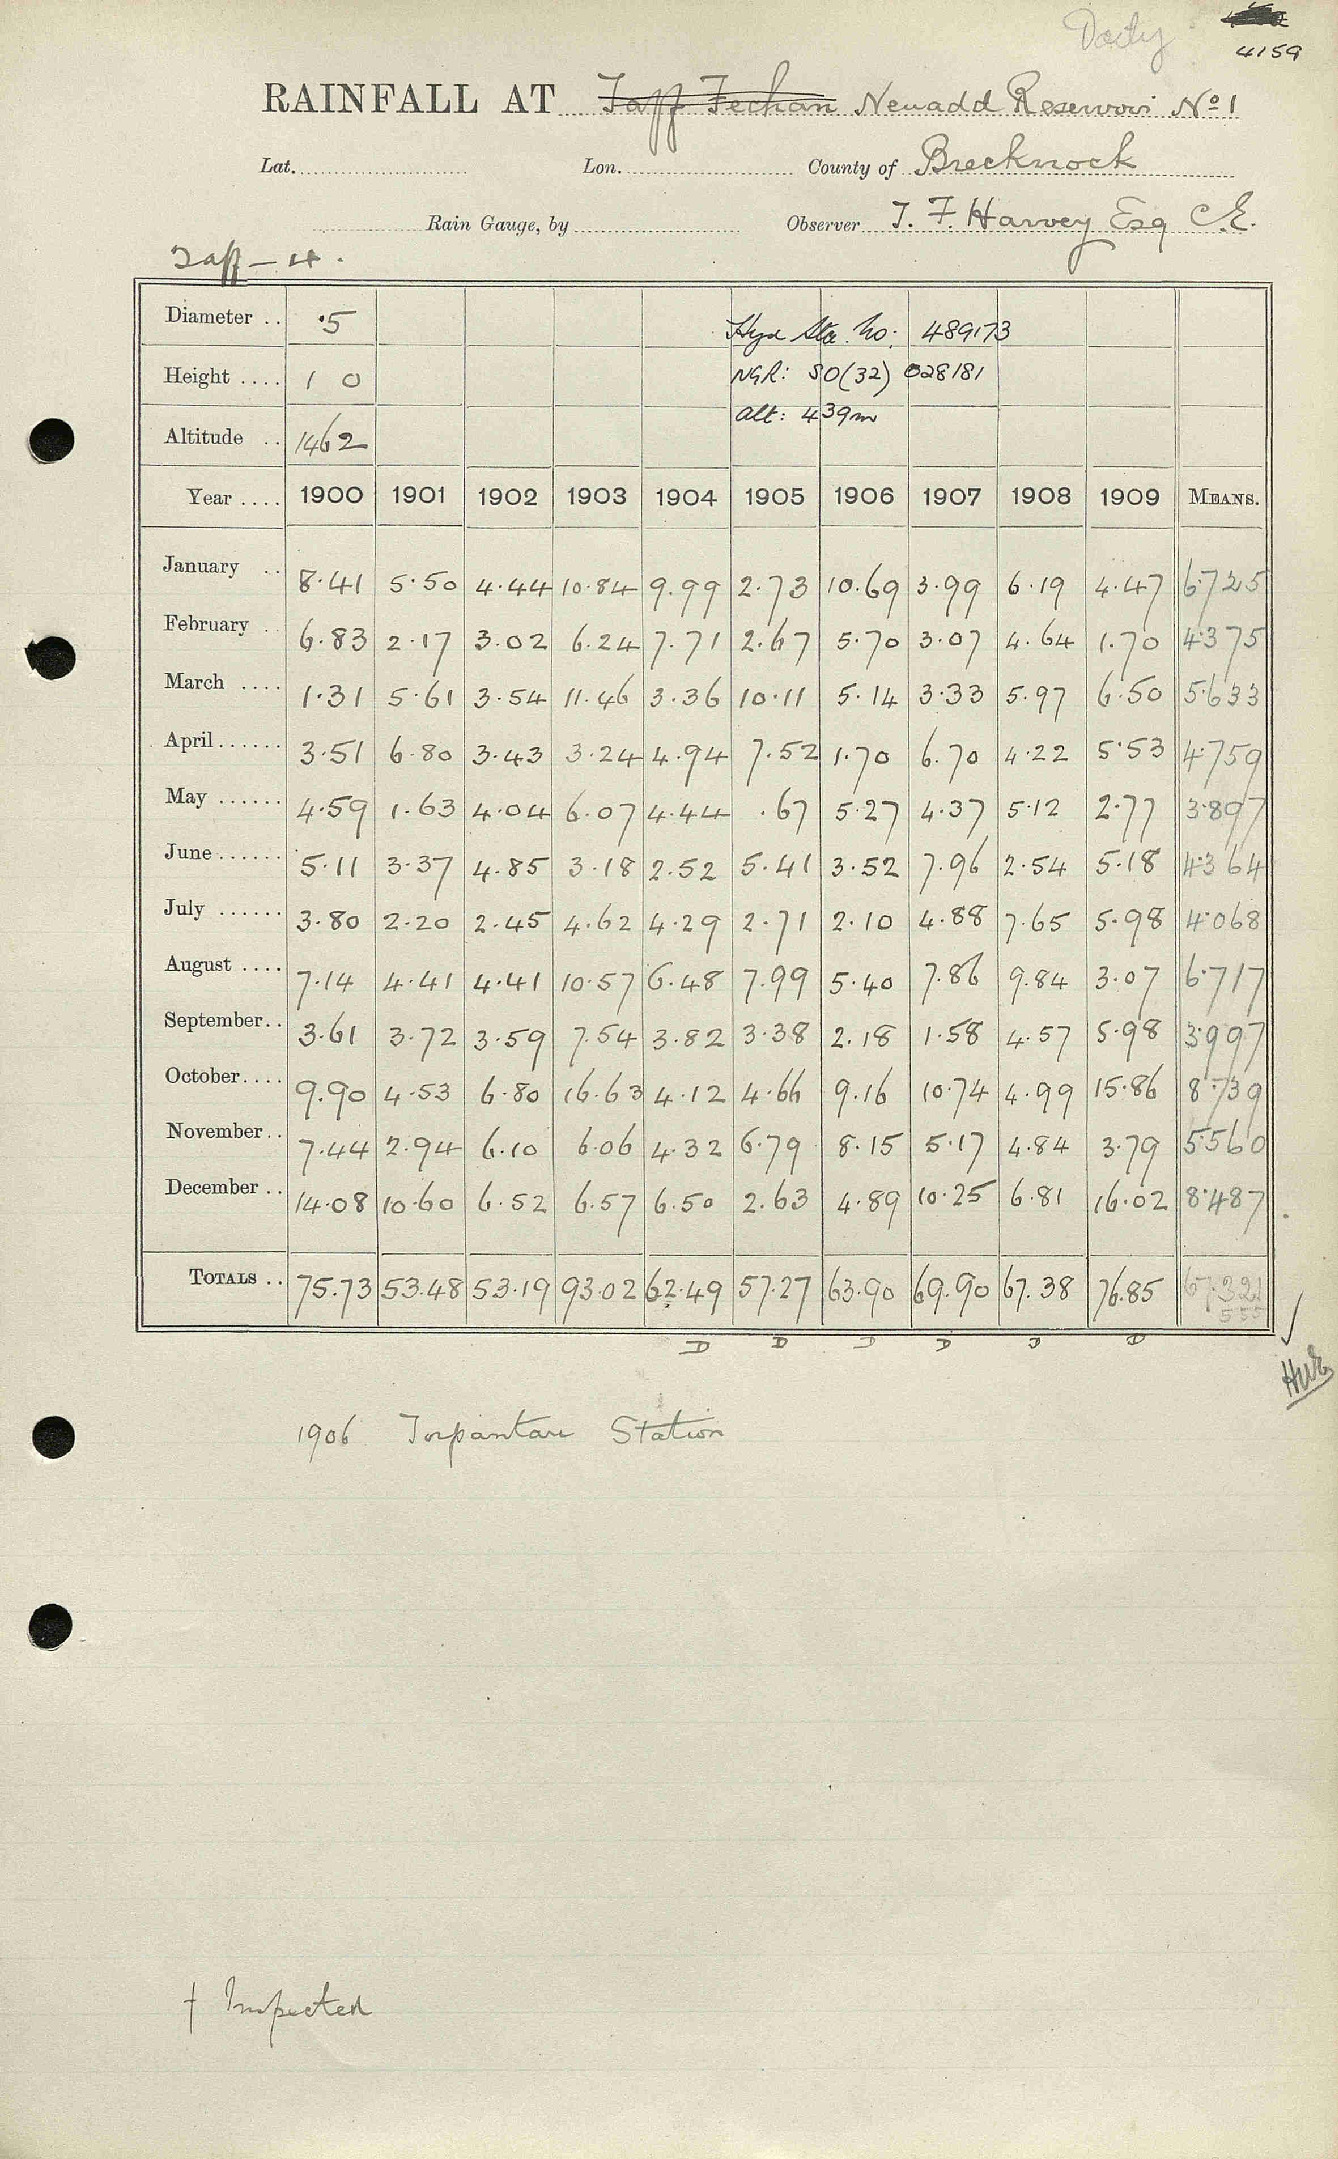 Daily
4159
RAINFALL AT Taff Fechan Neuadd Reservoir No 1
Lat. Lon. County of Brecknock
Rain Gauge, by Observer T. F. Harvey Esq C.E.
Taff - 4.
Diameter .. ·5 Hyd Sta. No: 489173
Height .... 1 0 NGR: SO(32) 028181
Alt: 439m
Altitude .. 1462
Year .... 1900 1901 1902 1903 1904 1905 1906 1907 1908 1909 MEANS.
January .. 8.41 5.50 4.44 10.84 9.99 2.73 10.69 3.99 6.19 4.47 6.725
February .. 6.83 2.17 3.02 6.24 7.71 2.67 5.70 3.07 4.64 1.70 4.375
March .... 1.31 5.61 3.54 11.46 3.36 10.11 5.14 3.33 5.97 6.50 5.633
April...... 3.51 6.80 3.43 3.24 4.94 7.52 1.70 6.70 4.22 5.53 4.759
May ...... 4.59 1.63 4.04 6.07 4.44 .67 5.27 4.37 5.12 2.77 3.897
June...... 5.11 3.37 4.85 3.18 2.52 5.41 3.52 7.96 2.54 5.18 4.364
July ...... 3.80 2.20 2.45 4.62 4.29 2.71 2.10 4.88 7.65 5.98 4.068
August .... 7.14 4.41 4.41 10.57 6.48 7.99 5.40 7.86 9.84 3.07 6.717
September.. 3.61 3.72 3.59 7.54 3.82 3.38 2.18 1.58 4.57 5.98 3.997
October.... 9.90 4.53 6.80 16.63 4.12 4.66 9.16 10.74 4.99 15.86 8.739
November.. 7.44 2.94 6.10 6.06 4.32 6.79 8.15 5.17 4.84 3.79 5.560
December .. 14.08 10.60 6.52 6.57 6.50 2.63 4.89 10.25 6.81 16.02 8.487
TOTALS .. 75.73 53.48 53.19 93.02 62.49 57.27 63.90 69.90 67.38 76.85 67.321
D D D D D D
1906 Torpantau Station
† Inspected